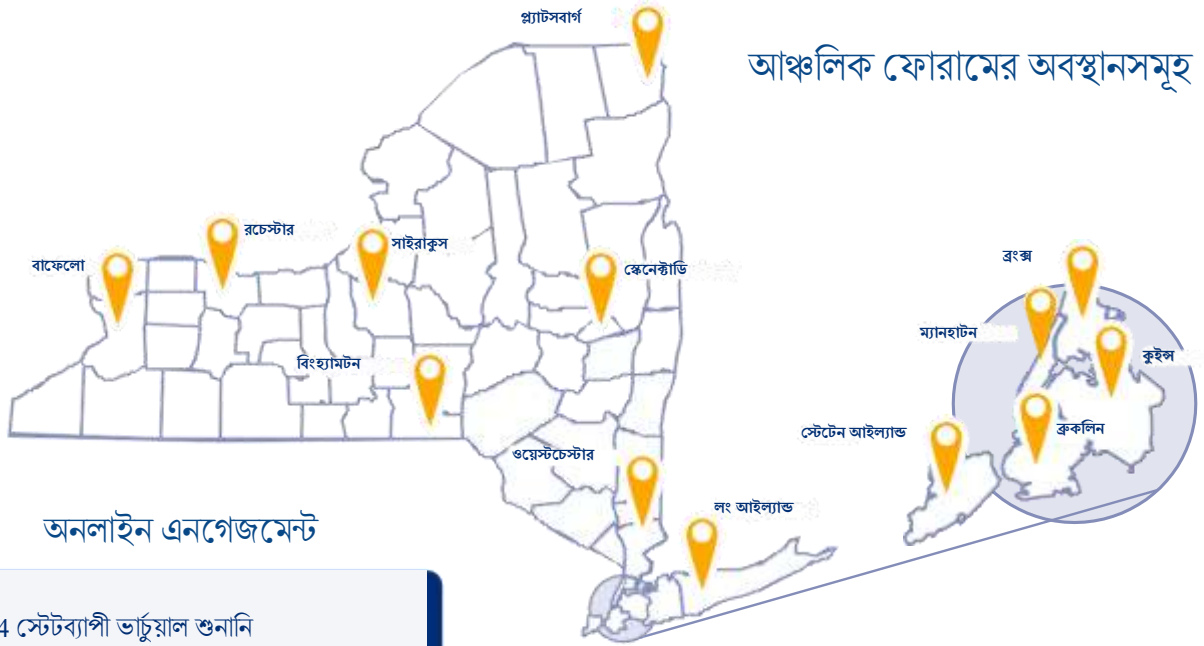 প্ল্যাটসবার্গ
আঞ্চলিক ফোরামের অবস্থানসমূহ
রচেস্টার
সাইরাকুস
বাফেলো
স্কেনেক্টাডি
ব্রংক্স
ম্যানহাটন
কুইন্স
বিংহ্যামটন
স্টেটেন আইল্যান্ড
ব্রুকলিন
ওয়েস্টচেস্টার
লং আইল্যান্ড
অনলাইন এনগেজমেন্ট
4 স্টেটব্যাপী ভার্চুয়াল শুনানি